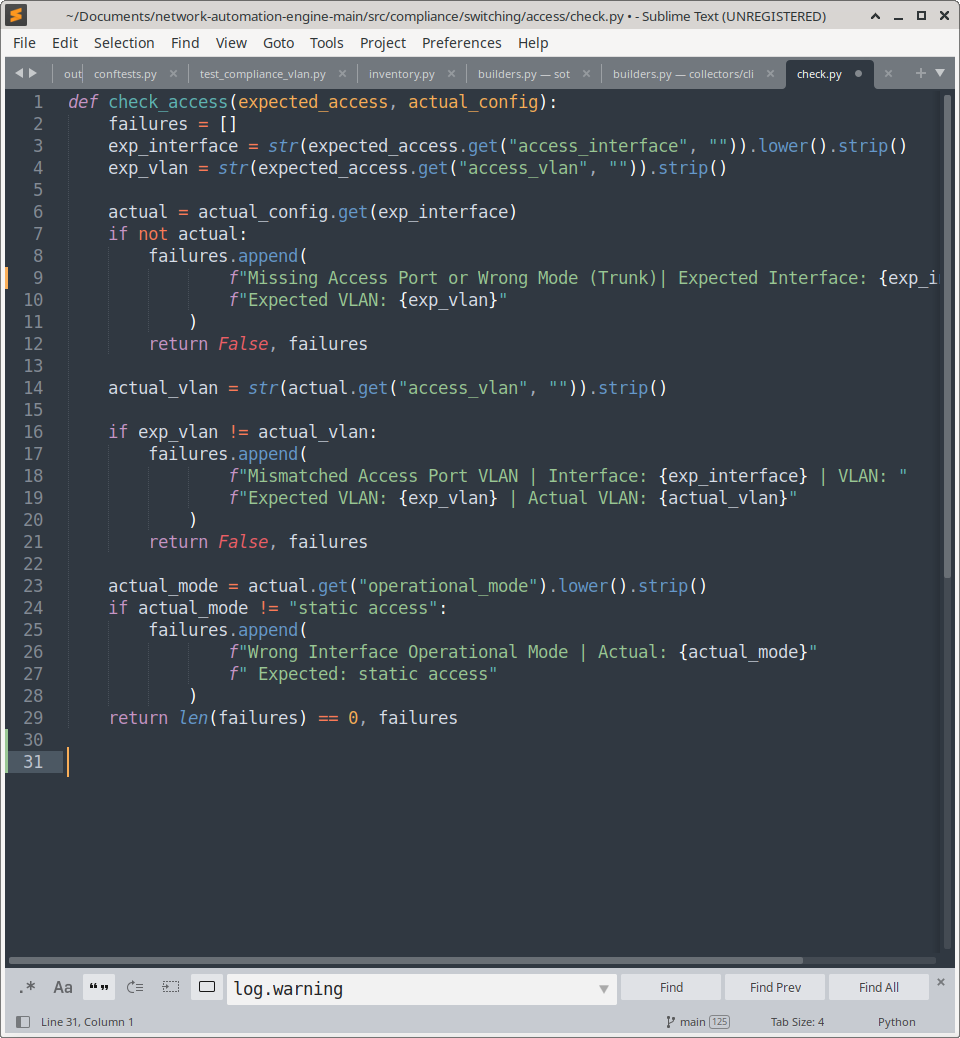 ~/Documents/network-automation-engine-main/src/compliance/switching/access/check.py • - Sublime Text (UNREGISTERED)
File Edit Selection Find View Goto Tools Project Preferences Help
out conftests.py test_compliance_vlan.py inventory.py builders.py — sot builders.py — collectors/cli check.py
1 def check_access(expected_access, actual_config):
2     failures = []
3     exp_interface = str(expected_access.get("access_interface", "")).lower().strip()
4     exp_vlan = str(expected_access.get("access_vlan", "")).strip()
5
6     actual = actual_config.get(exp_interface)
7     if not actual:
8         failures.append(
9                 f"Missing Access Port or Wrong Mode (Trunk)| Expected Interface: {exp_i
10                 f"Expected VLAN: {exp_vlan}"
11             )
12         return False, failures
13
14     actual_vlan = str(actual.get("access_vlan", "")).strip()
15
16     if exp_vlan != actual_vlan:
17         failures.append(
18                 f"Mismatched Access Port VLAN | Interface: {exp_interface} | VLAN: "
19                 f"Expected VLAN: {exp_vlan} | Actual VLAN: {actual_vlan}"
20             )
21         return False, failures
22
23     actual_mode = actual.get("operational_mode").lower().strip()
24     if actual_mode != "static access":
25         failures.append(
26                 f"Wrong Interface Operational Mode | Actual: {actual_mode}"
27                 f" Expected: static access"
28             )
29     return len(failures) == 0, failures
30
31
.* Aa “” log.warning Find Find Prev Find All
Line 31, Column 1 main 125 Tab Size: 4 Python